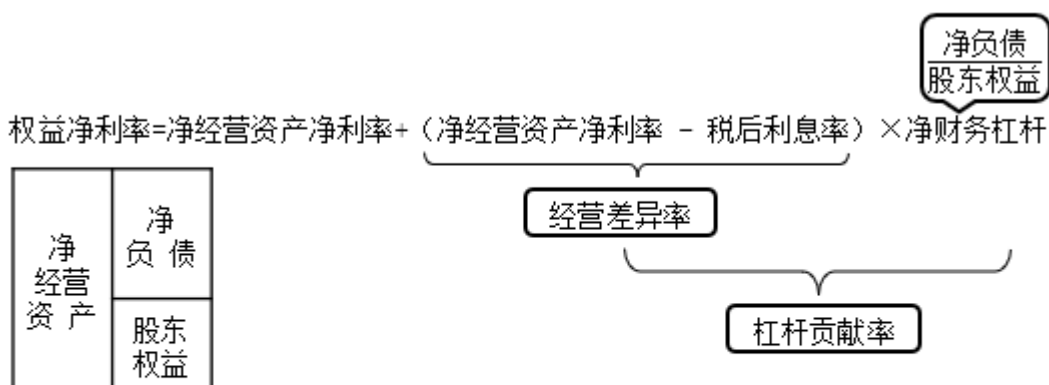 净负债
股东权益
权益净利率=净经营资产净利率+（净经营资产净利率 - 税后利息率）×净财务杠杆
经营差异率
杠杆贡献率
净
经营
资 产
净
负 债
股东
权益